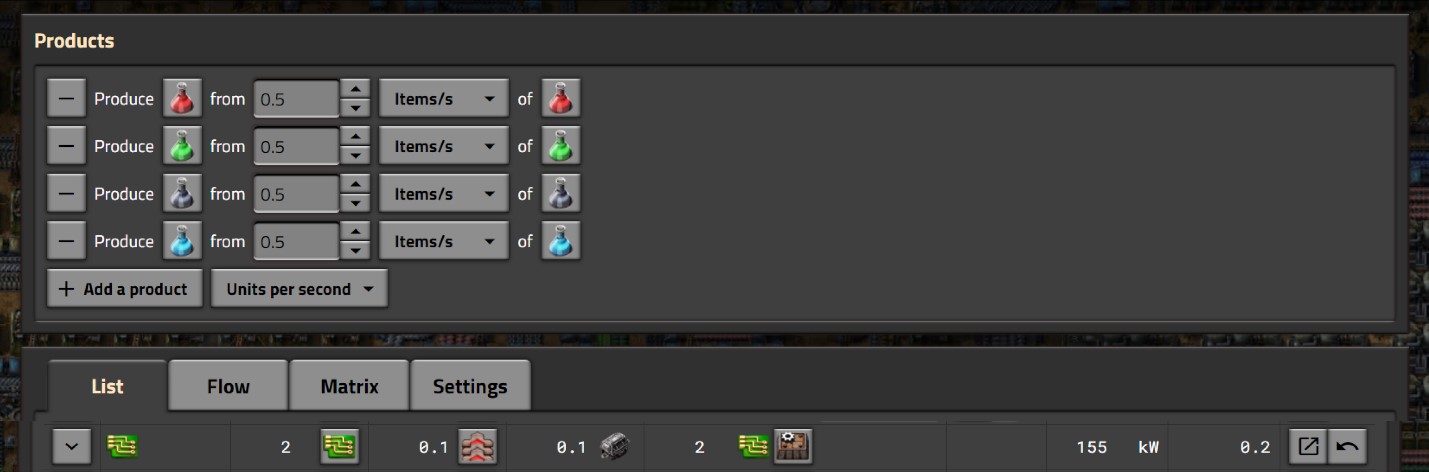 Products
Produce from 0.5 Items/s of
Produce from 0.5 Items/s of
Produce from 0.5 Items/s of
Produce from 0.5 Items/s of
+ Add a product Units per second
List Flow Matrix Settings
2 0.1 0.1 2 155 kW 0.2